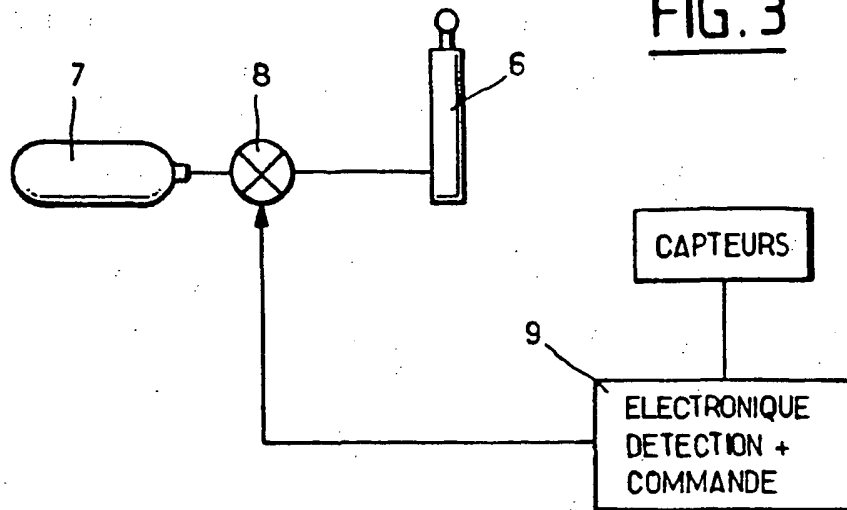 FIG. 3
7
8
6
CAPTEURS
9
ELECTRONIQUE
DETECTION +
COMMANDE